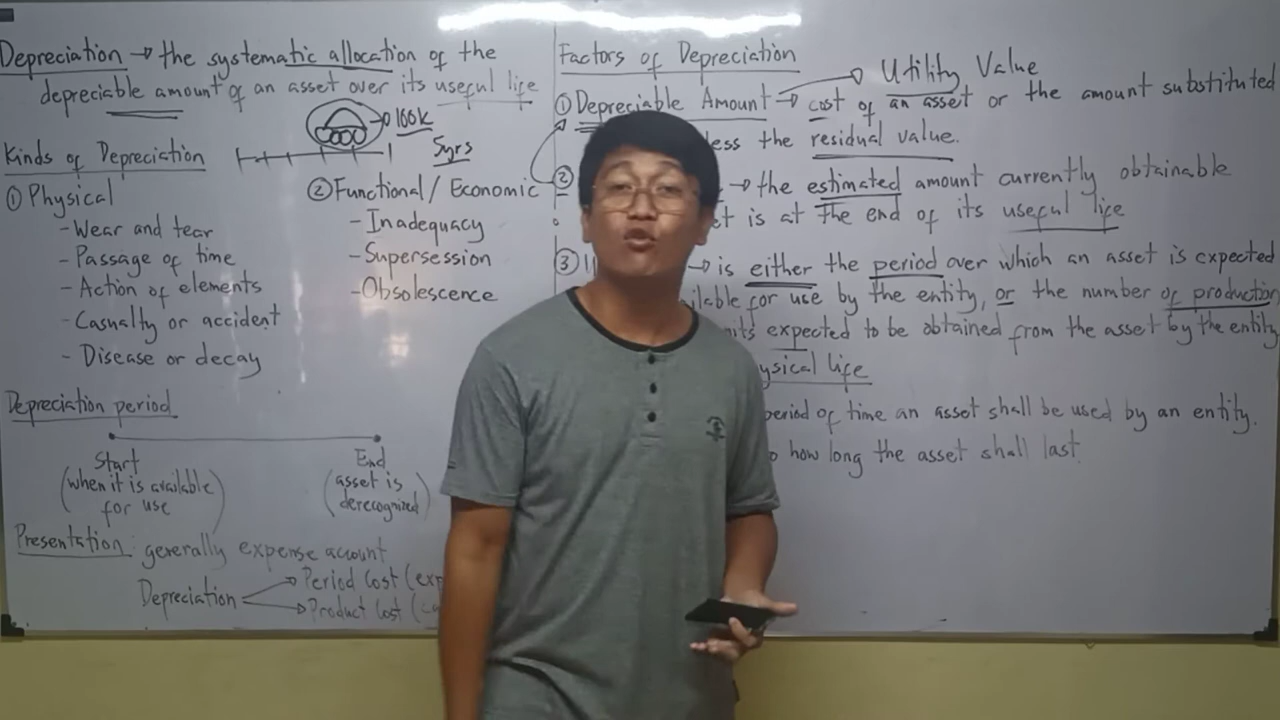 Depreciation → the systematic allocation of the
depreciable amount of an asset over its useful life
100k
5yrs
Kinds of Depreciation
① Physical
- Wear and tear
- Passage of time
- Action of elements
- Casualty or accident
- Disease or decay
② Functional / Economic
- Inadequacy
- Supersession
- Obsolescence
Depreciation period
Start
(when it is available
for use)
End
(asset is
derecognized)
Presentation: generally expense account
Depreciation → Period Cost (exp
→ Product Cost (
Factors of Depreciation
→ Utility Value
① Depreciable Amount → cost of an asset or the amount substituted
less the residual value.
② → the estimated amount currently obtainable
is at the end of its useful life
③ → is either the period over which an asset is expected
for use by the entity, or the number of production
expected to be obtained from the asset by the entity
life
period of time an asset shall be used by an entity.
how long the asset shall last